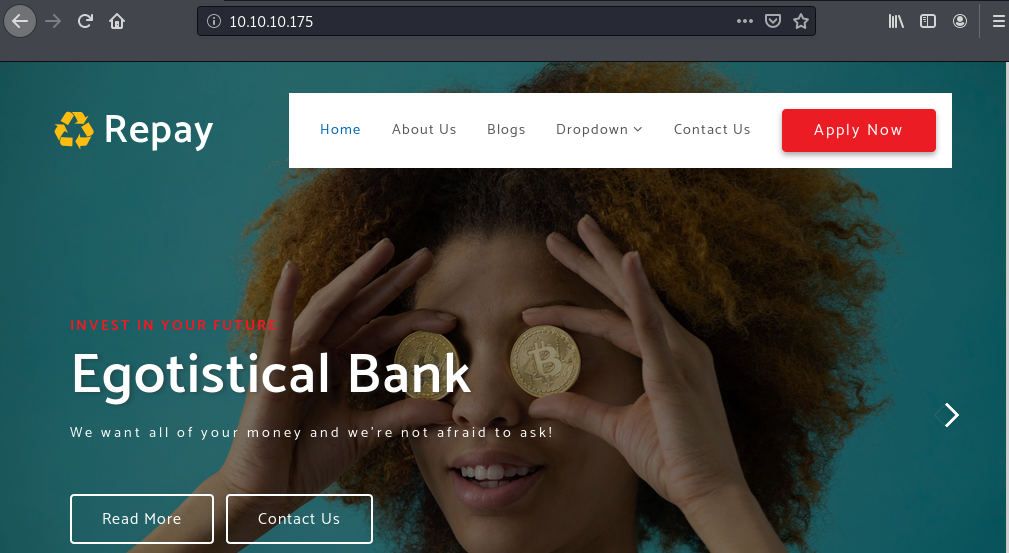 10.10.10.175
Repay
Home About Us Blogs Dropdown Contact Us Apply Now
INVEST IN YOUR FUTURE
Egotistical Bank
We want all of your money and we're not afraid to ask!
Read More Contact Us